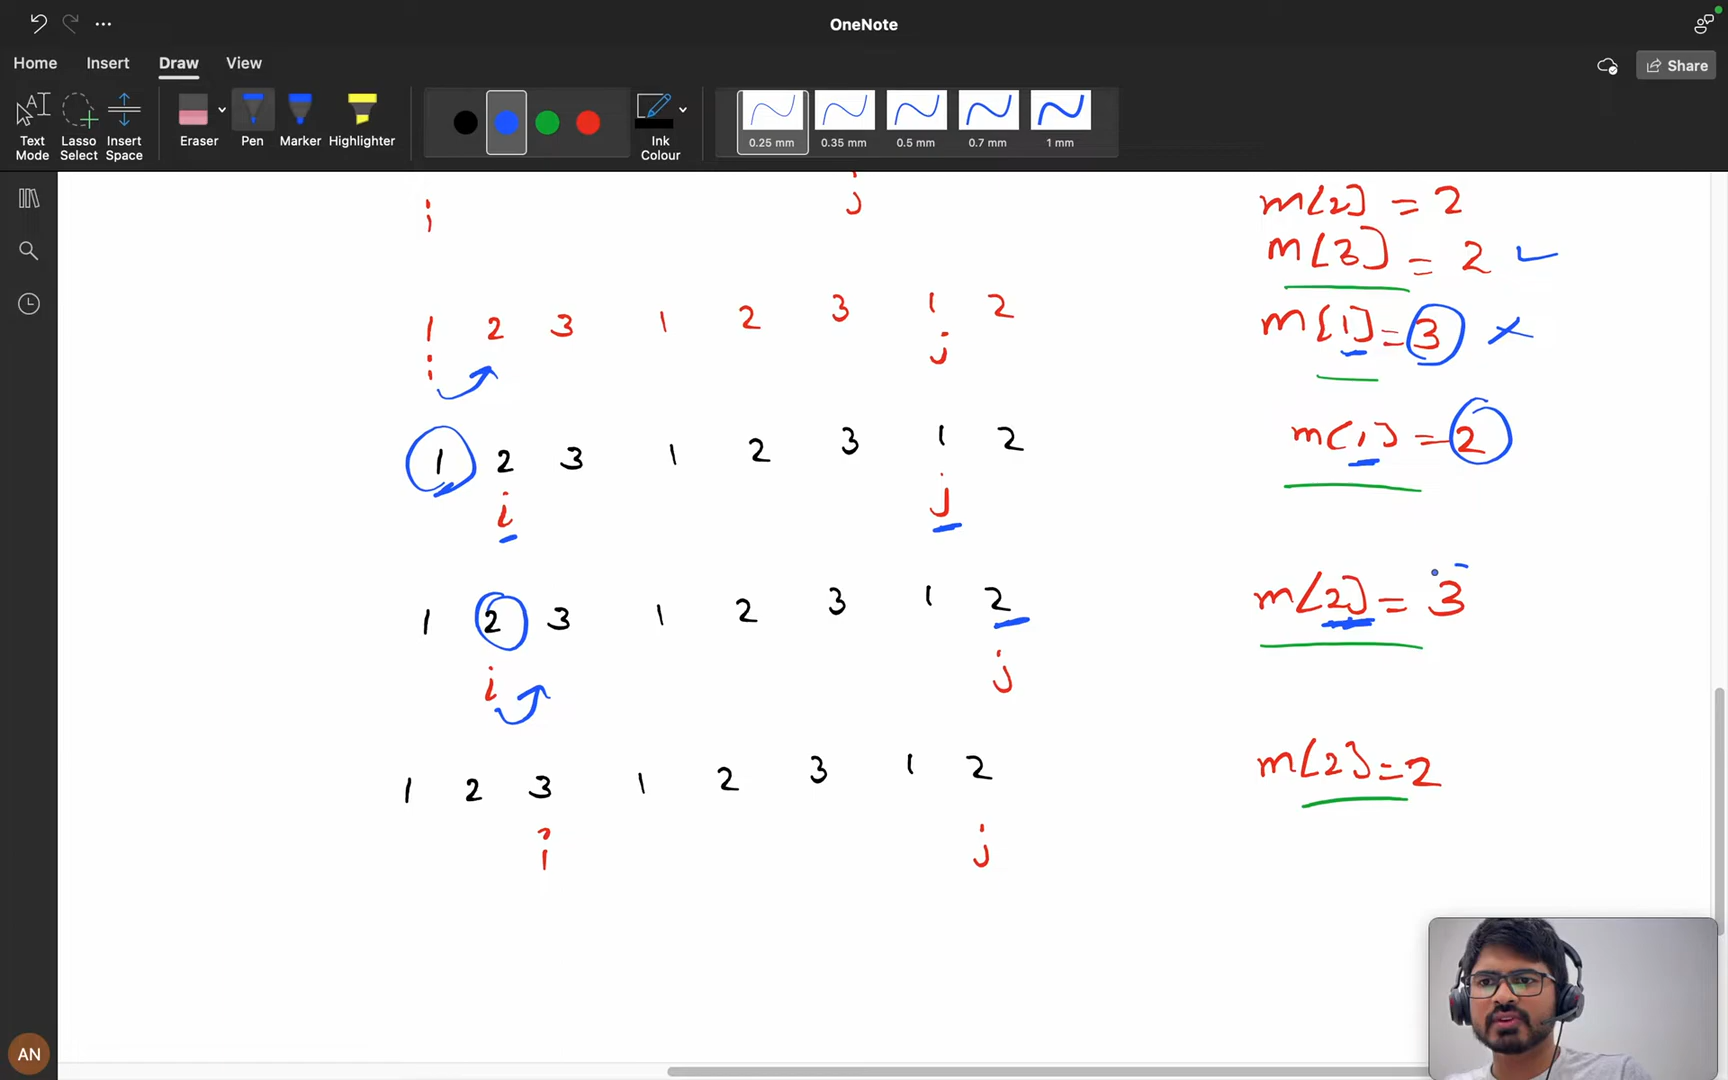 OneNote
Home Insert Draw View
Share
Text Mode
Lasso Select
Insert Space
Eraser
Pen
Marker
Highlighter
Ink Colour
0.25 mm
0.35 mm
0.5 mm
0.7 mm
1 mm
i j
m[2] = 2
m[3] = 2
1 2 3 1 2 3 1 2
i j
m[1] = 3
1 2 3 1 2 3 1 2
i j
m[1] = 2
1 2 3 1 2 3 1 2
i j
m[2] = 3
1 2 3 1 2 3 1 2
i j
m[2] = 2
AN